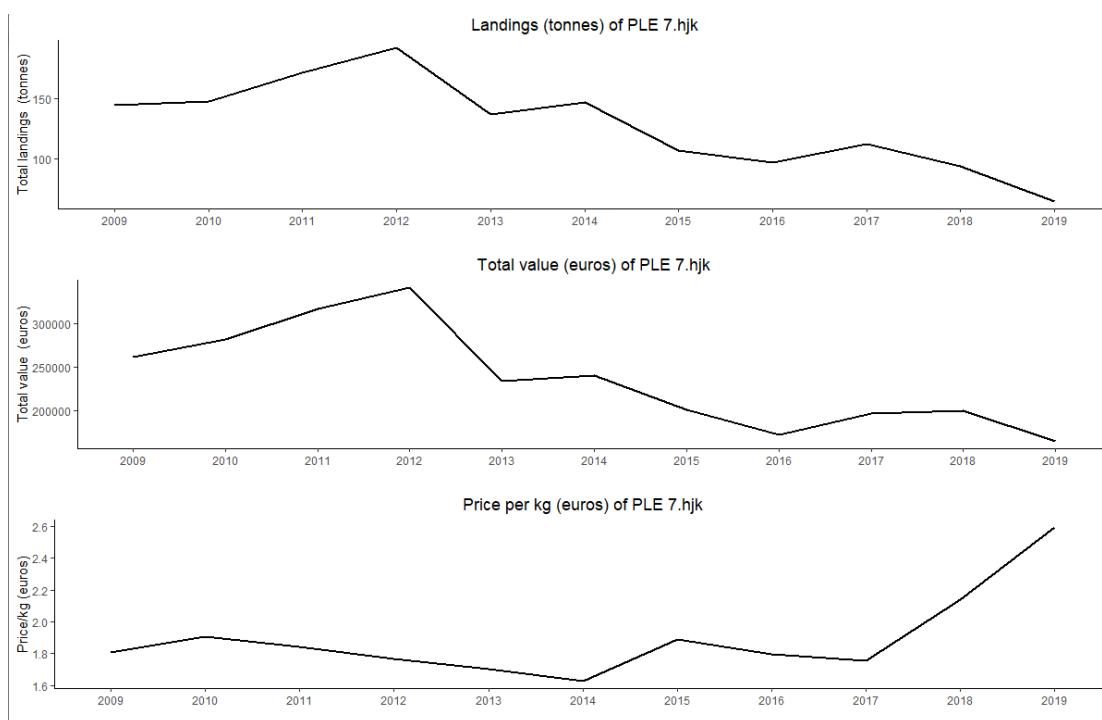 Landings (tonnes) of PLE 7.hjk
Total landings (tonnes)
150
100
2009 2010 2011 2012 2013 2014 2015 2016 2017 2018 2019
Total value (euros) of PLE 7.hjk
Total value (euros)
300000
250000
200000
2009 2010 2011 2012 2013 2014 2015 2016 2017 2018 2019
Price per kg (euros) of PLE 7.hjk
Price/kg (euros)
2.6
2.4
2.2
2.0
1.8
1.6
2009 2010 2011 2012 2013 2014 2015 2016 2017 2018 2019